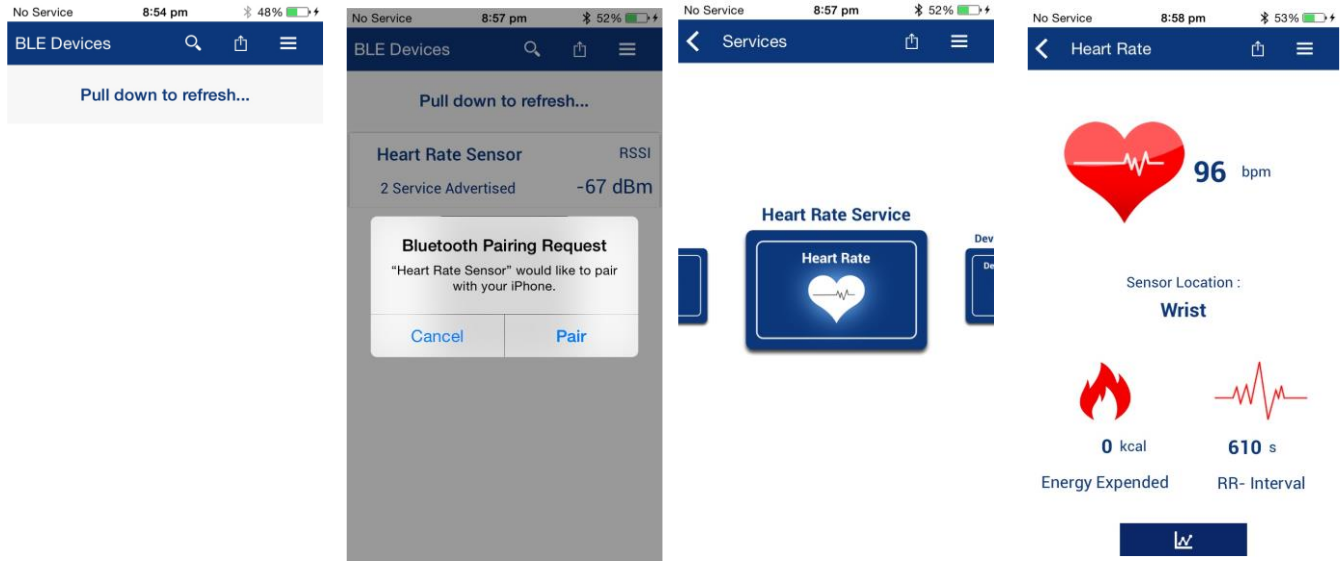 No Service 8:54 pm 48%
BLE Devices
Pull down to refresh...
No Service 8:57 pm 52%
BLE Devices
Pull down to refresh...
Heart Rate Sensor RSSI
2 Service Advertised -67 dBm
Bluetooth Pairing Request
“Heart Rate Sensor” would like to pair
with your iPhone.
Cancel Pair
No Service 8:57 pm 52%
Services
Heart Rate Service
Dev
Heart Rate
De
No Service 8:58 pm 53%
Heart Rate
96 bpm
Sensor Location :
Wrist
0 kcal 610 s
Energy Expended RR- Interval